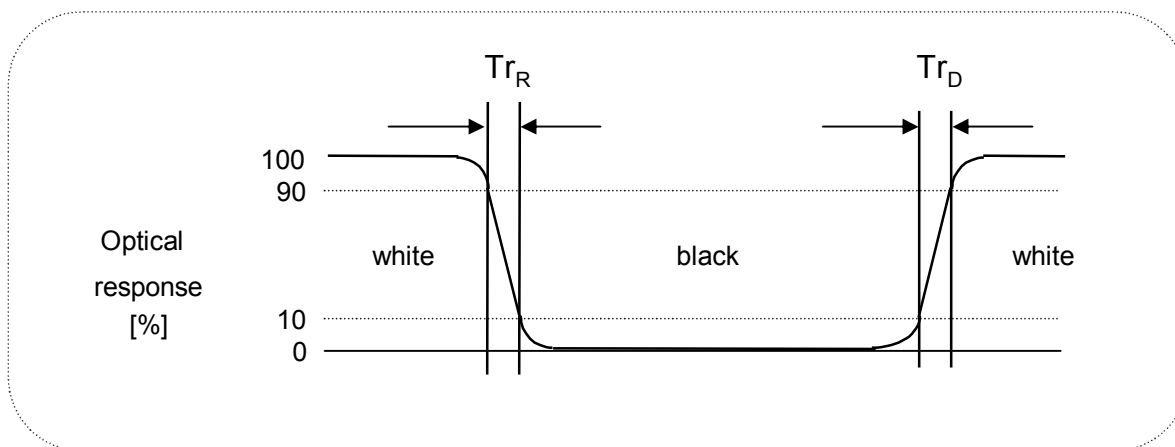 Tr_R Tr_D
100
90
Optical
response
[%]
white black white
10
0